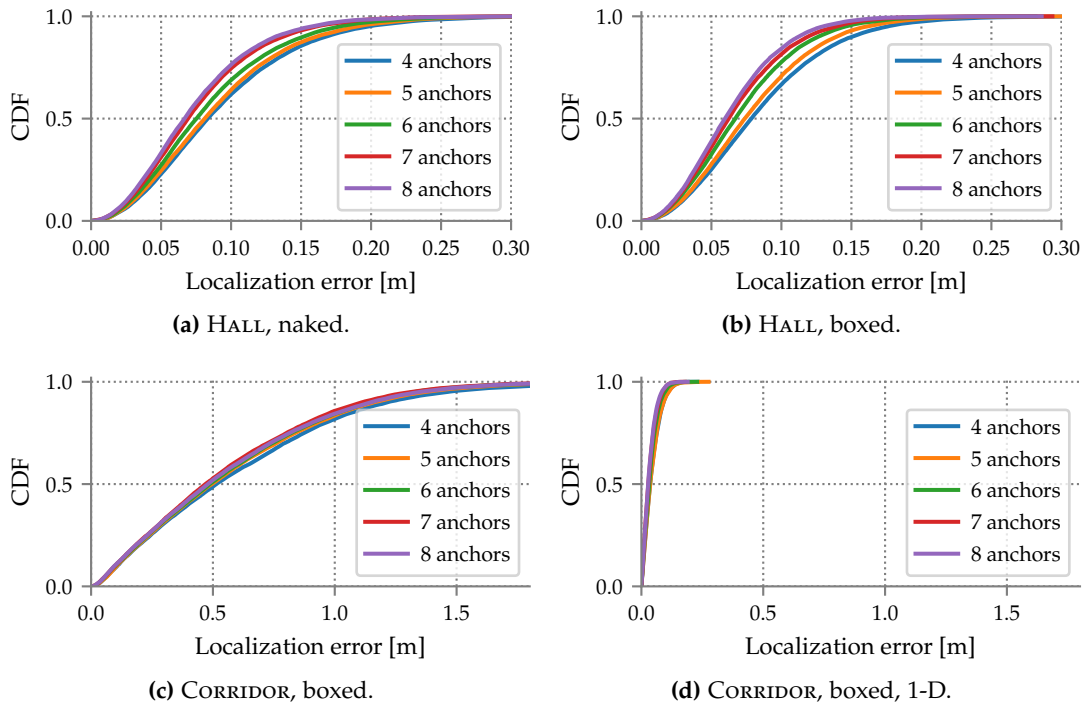 1.0
0.5
0.0
CDF
4 anchors
5 anchors
6 anchors
7 anchors
8 anchors
0.00 0.05 0.10 0.15 0.20 0.25 0.30
Localization error [m]
(a) HALL, naked.
1.0
0.5
0.0
CDF
4 anchors
5 anchors
6 anchors
7 anchors
8 anchors
0.00 0.05 0.10 0.15 0.20 0.25 0.30
Localization error [m]
(b) HALL, boxed.
1.0
0.5
0.0
CDF
4 anchors
5 anchors
6 anchors
7 anchors
8 anchors
0.0 0.5 1.0 1.5
Localization error [m]
(c) CORRIDOR, boxed.
1.0
0.5
0.0
CDF
4 anchors
5 anchors
6 anchors
7 anchors
8 anchors
0.0 0.5 1.0 1.5
Localization error [m]
(d) CORRIDOR, boxed, 1-D.